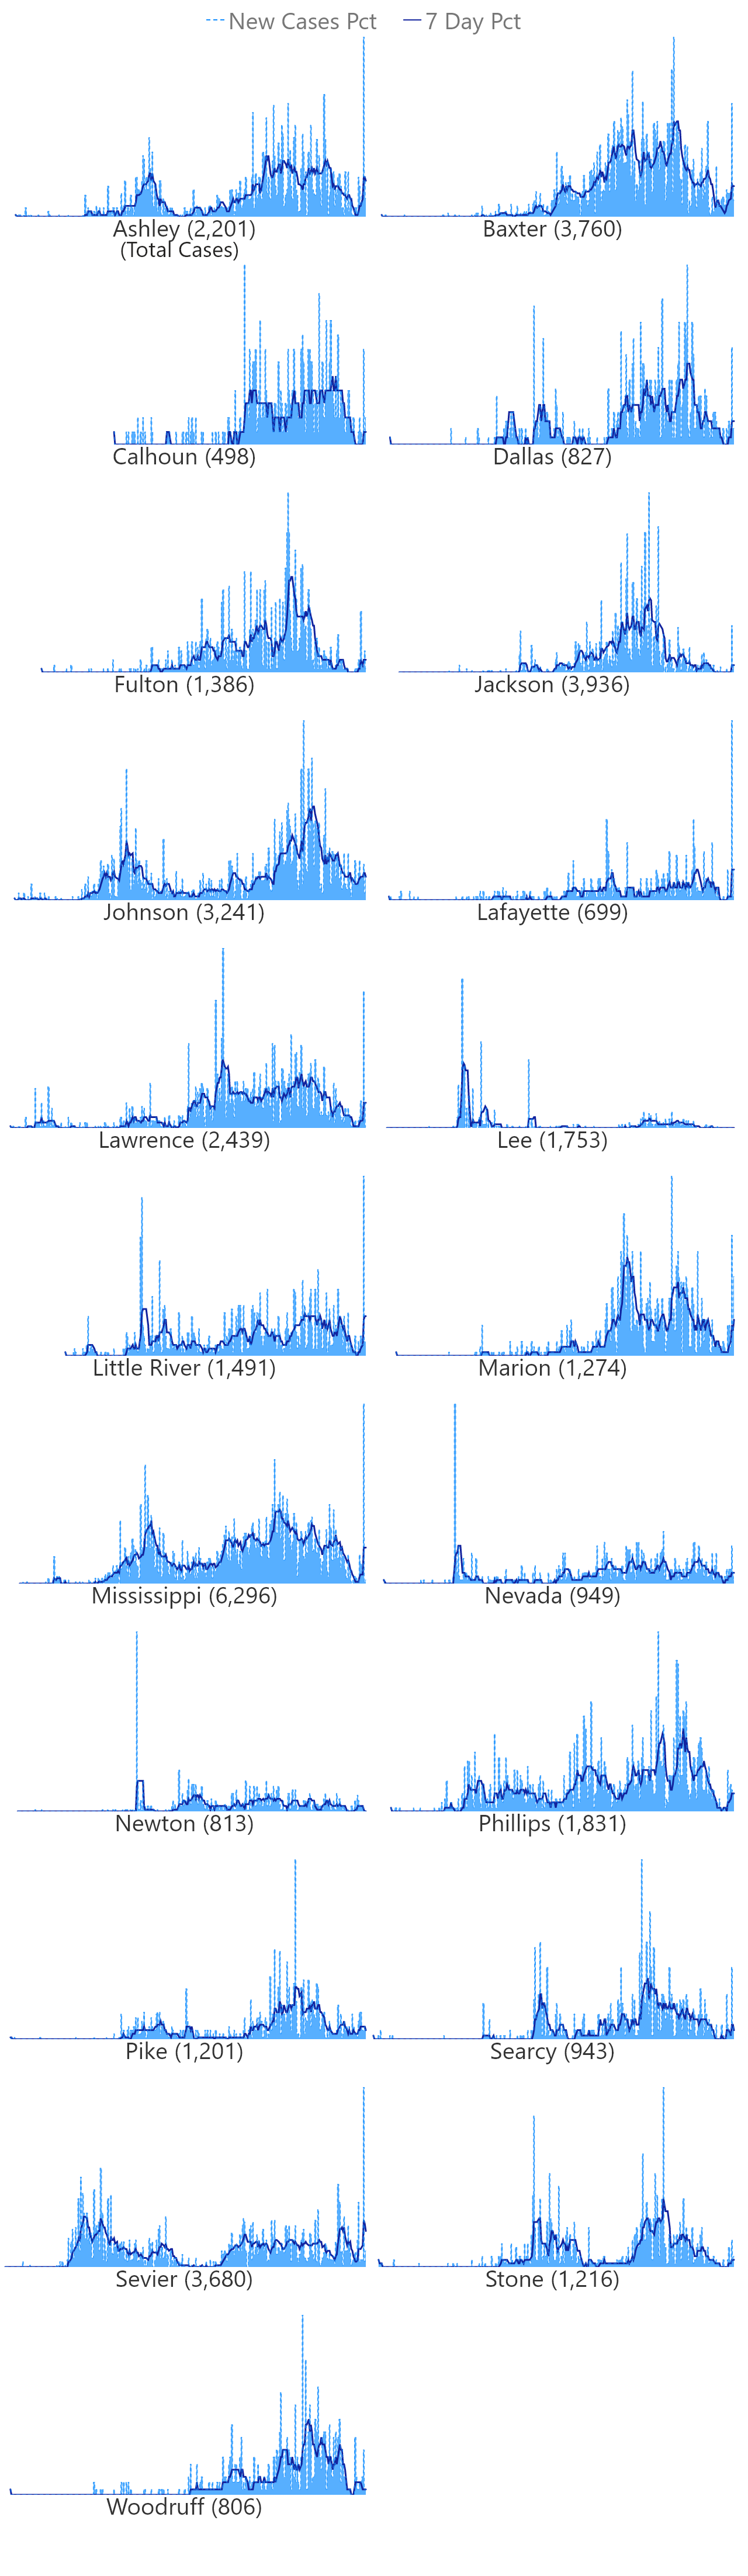 New Cases Pct 7 Day Pct
Ashley (2,201) Baxter (3,760)
(Total Cases)
Calhoun (498) Dallas (827)
Fulton (1,386) Jackson (3,936)
Johnson (3,241) Lafayette (699)
Lawrence (2,439) Lee (1,753)
Little River (1,491) Marion (1,274)
Mississippi (6,296) Nevada (949)
Newton (813) Phillips (1,831)
Pike (1,201) Searcy (943)
Sevier (3,680) Stone (1,216)
Woodruff (806)